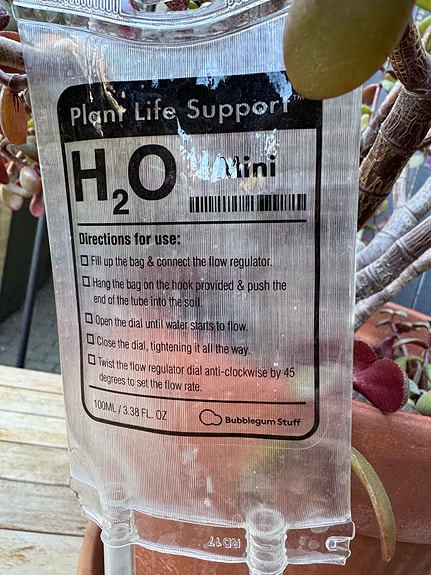 Plant Life Support™
H₂O Mini
Directions for use:
Fill up the bag & connect the flow regulator.
Hang the bag on the hook provided & push the
end of the tube into the soil.
Open the dial until water starts to flow.
Close the dial, tightening it all the way.
Twist the flow regulator dial anti-clockwise by 45
degrees to set the flow rate.
100ML / 3.38 FL. OZ Bubblegum Stuff
RD17